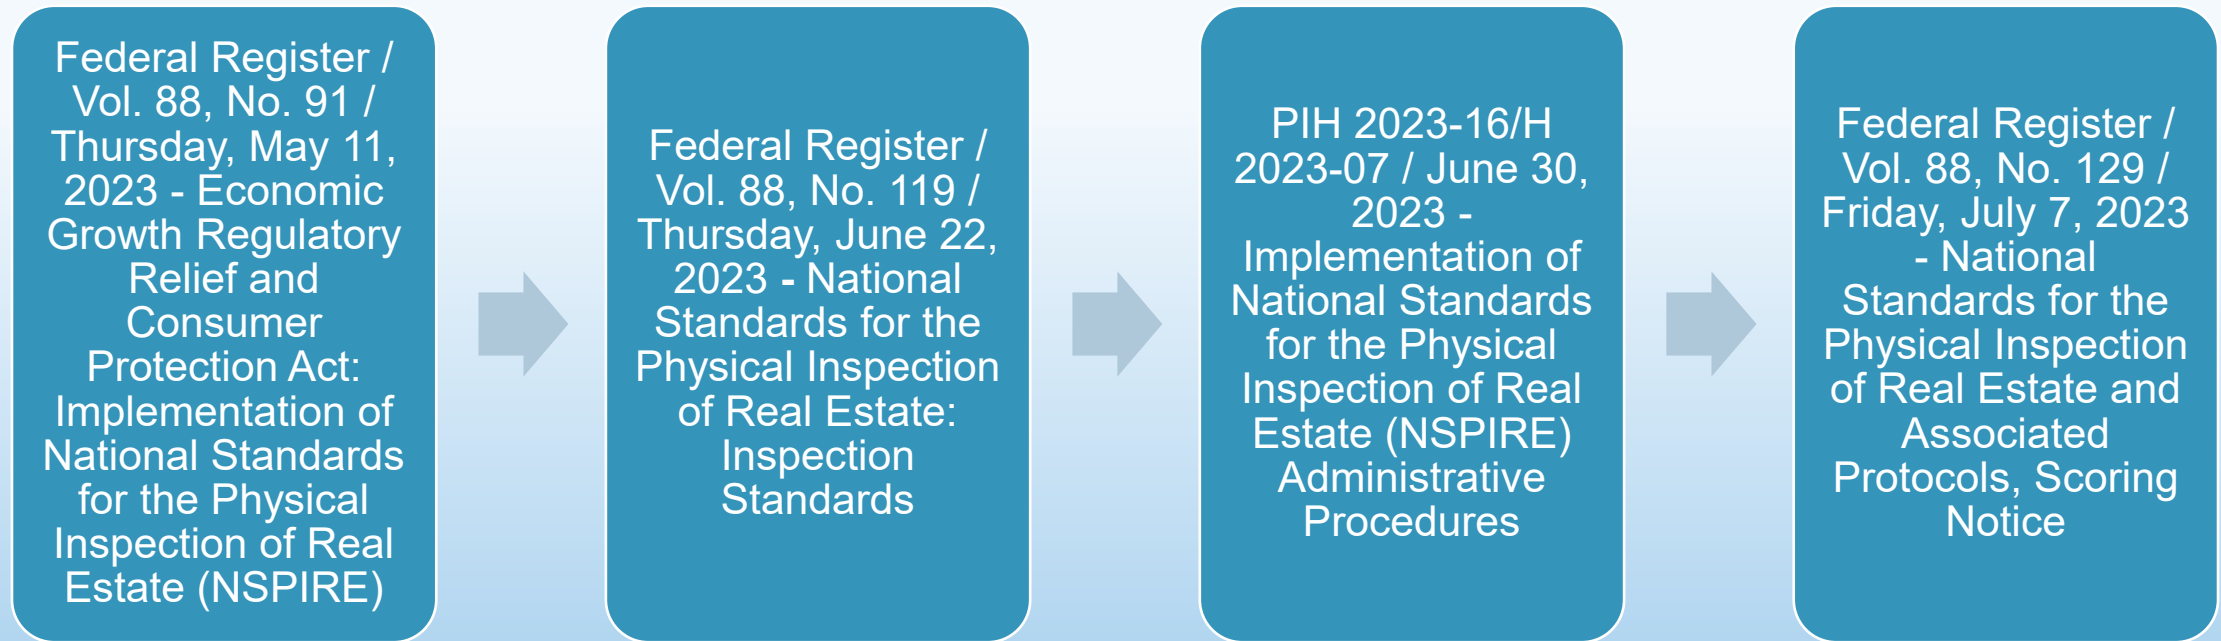 Federal Register /
Vol. 88, No. 91 /
Thursday, May 11,
2023 - Economic
Growth Regulatory
Relief and
Consumer
Protection Act:
Implementation of
National Standards
for the Physical
Inspection of Real
Estate (NSPIRE)
Federal Register /
Vol. 88, No. 119 /
Thursday, June 22,
2023 - National
Standards for the
Physical Inspection
of Real Estate:
Inspection
Standards
PIH 2023-16/H
2023-07 / June 30,
2023 -
Implementation of
National Standards
for the Physical
Inspection of Real
Estate (NSPIRE)
Administrative
Procedures
Federal Register /
Vol. 88, No. 129 /
Friday, July 7, 2023
- National
Standards for the
Physical Inspection
of Real Estate and
Associated
Protocols, Scoring
Notice